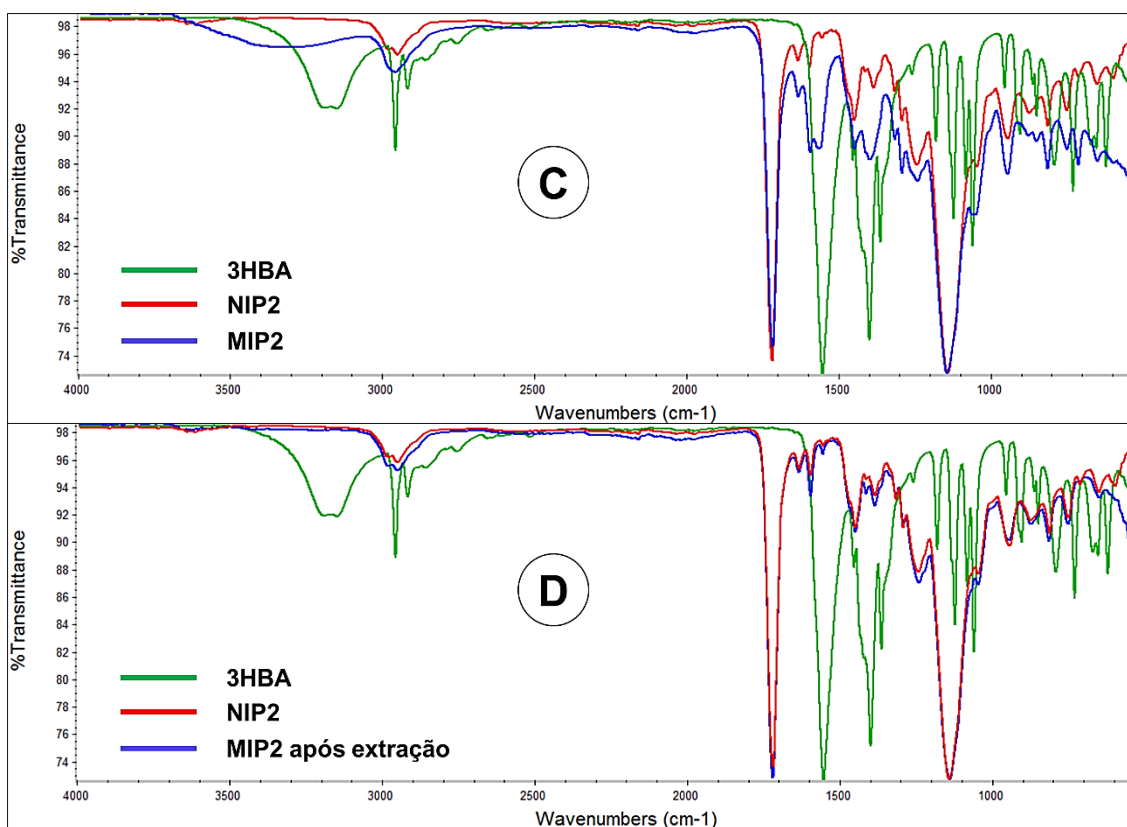 98
96
94
92
90
88
86
84
82
80
78
76
74
%Transmittance
C
3HBA
NIP2
MIP2
4000 3500 3000 2500 2000 1500 1000
Wavenumbers (cm-1)
98
96
94
92
90
88
86
84
82
80
78
76
74
%Transmittance
D
3HBA
NIP2
MIP2 após extração
4000 3500 3000 2500 2000 1500 1000
Wavenumbers (cm-1)